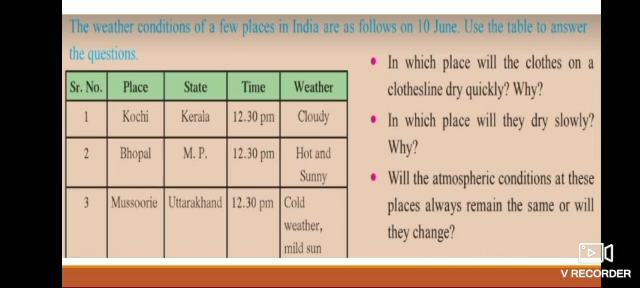 The weather conditions of a few places in India are as follows on 10 June. Use the table to answer
the questions.
Sr. No. Place State Time Weather
1 Kochi Kerala 12.30 pm Cloudy
2 Bhopal M. P. 12.30 pm Hot and
Sunny
3 Mussoorie Uttarakhand 12.30 pm Cold
weather,
mild sun
• In which place will the clothes on a
clothesline dry quickly? Why?
• In which place will they dry slowly?
Why?
• Will the atmospheric conditions at these
places always remain the same or will
they change?
V RECORDER